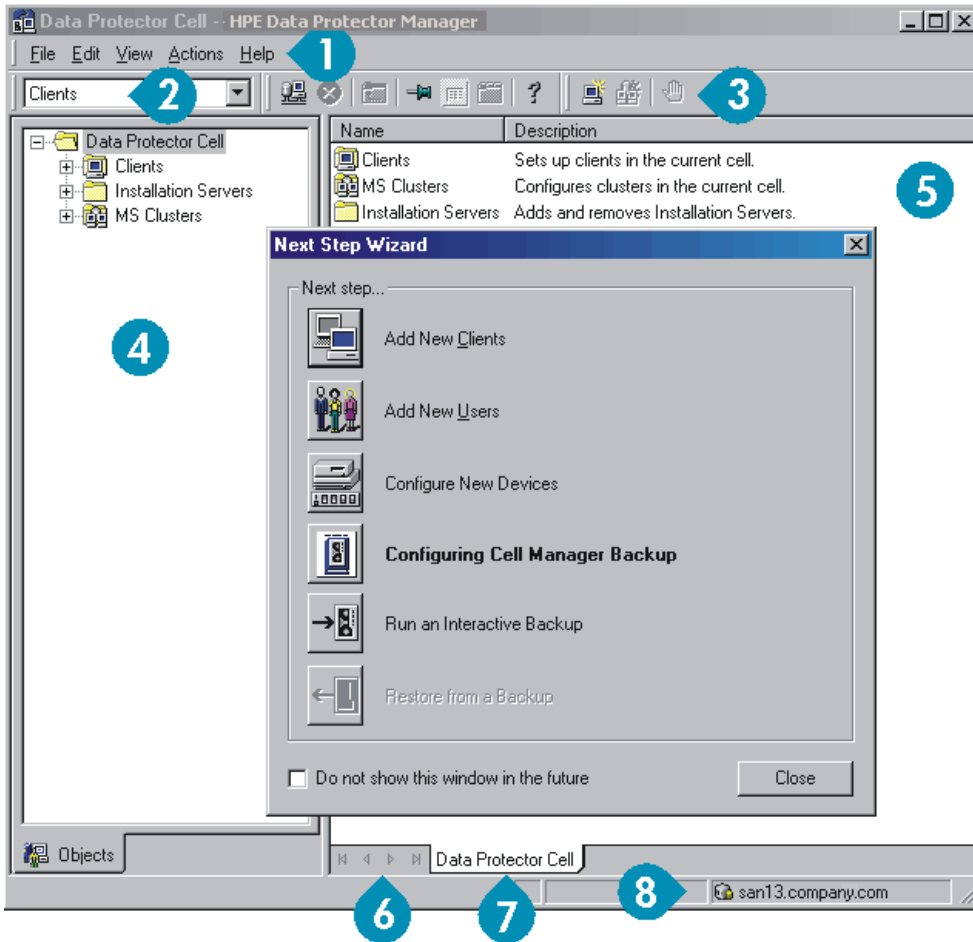 Data Protector Cell - HPE Data Protector Manager
File Edit View Actions Help
1
Clients
2
?
3
Data Protector Cell
Clients
Installation Servers
MS Clusters
4
Name Description
Clients Sets up clients in the current cell.
MS Clusters Configures clusters in the current cell.
Installation Servers Adds and removes Installation Servers.
5
Next Step Wizard
Next step...
Add New Clients
Add New Users
Configure New Devices
Configuring Cell Manager Backup
Run an Interactive Backup
Restore from a Backup
Do not show this window in the future
Close
Objects
Data Protector Cell
san13.company.com
6
7
8